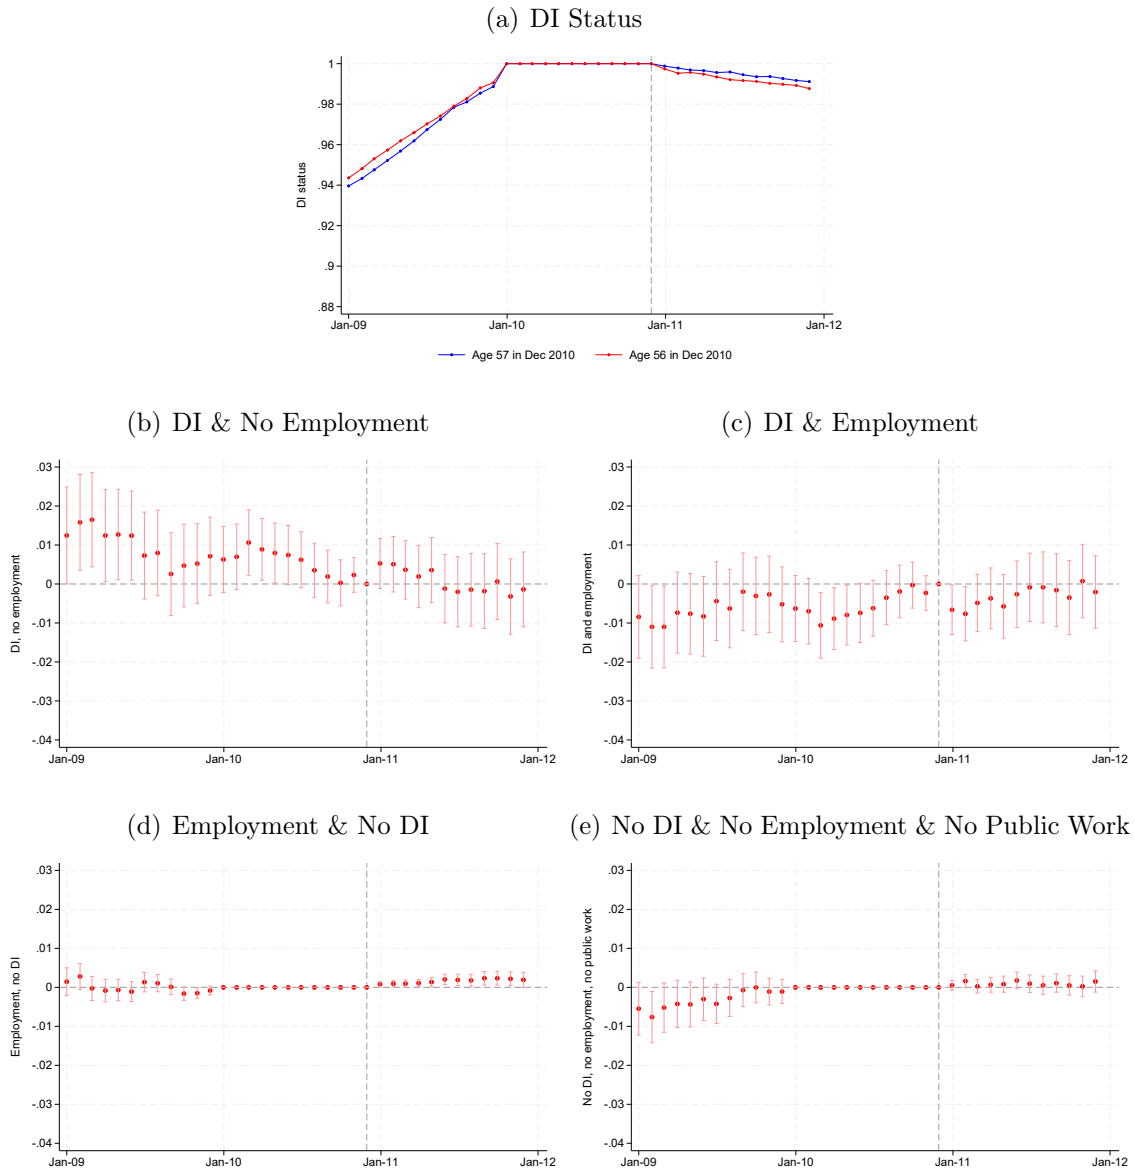 (a) DI Status
DI status
1
.98
.96
.94
.92
.9
.88
Jan-09 Jan-10 Jan-11 Jan-12
Age 57 in Dec 2010 Age 56 in Dec 2010
(b) DI & No Employment
DI, no employment
.03
.02
.01
0
-.01
-.02
-.03
-.04
Jan-09 Jan-10 Jan-11 Jan-12
(c) DI & Employment
DI and employment
.03
.02
.01
0
-.01
-.02
-.03
-.04
Jan-09 Jan-10 Jan-11 Jan-12
(d) Employment & No DI
Employment, no DI
.03
.02
.01
0
-.01
-.02
-.03
-.04
Jan-09 Jan-10 Jan-11 Jan-12
(e) No DI & No Employment & No Public Work
No DI, no employment, no public work
.03
.02
.01
0
-.01
-.02
-.03
-.04
Jan-09 Jan-10 Jan-11 Jan-12